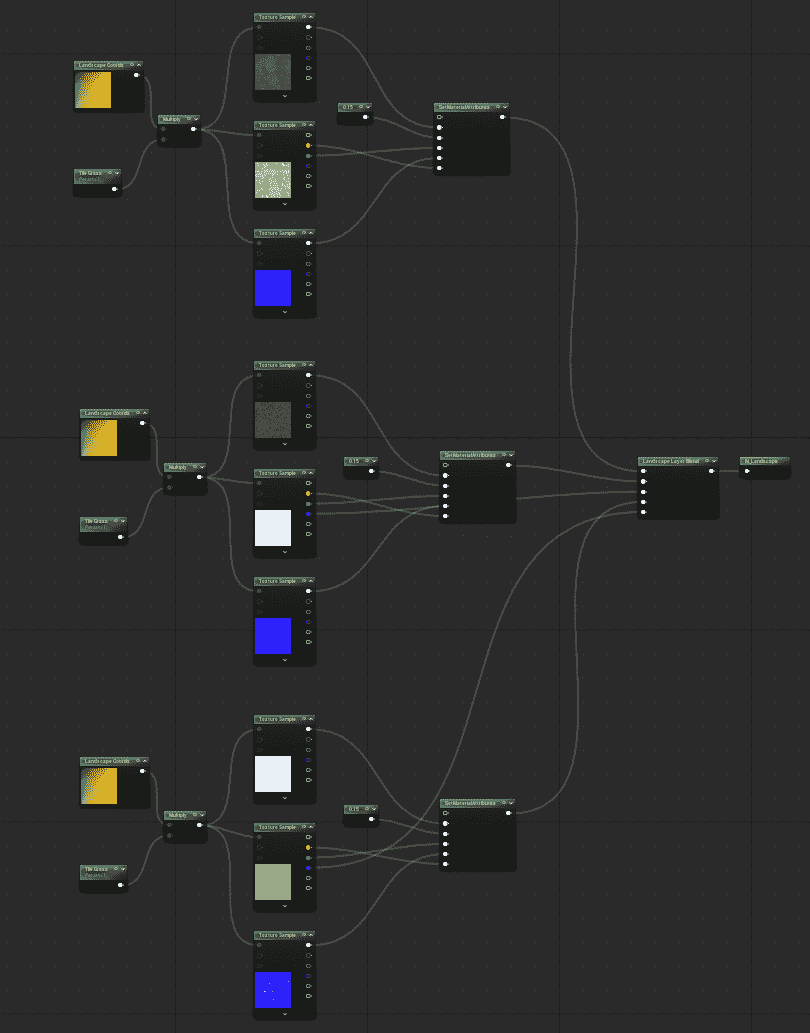 Texture Sample
Landscape Coords
0.15
SetMaterialAttributes
Multiply
Texture Sample
Tile Grass
Texture Sample
Texture Sample
Landscape Coords
0.15
SetMaterialAttributes
Landscape Layer Blend
M_Landscape
Multiply
Texture Sample
Tile Grass
Texture Sample
Texture Sample
Landscape Coords
0.15
SetMaterialAttributes
Multiply
Texture Sample
Tile Grass
Texture Sample